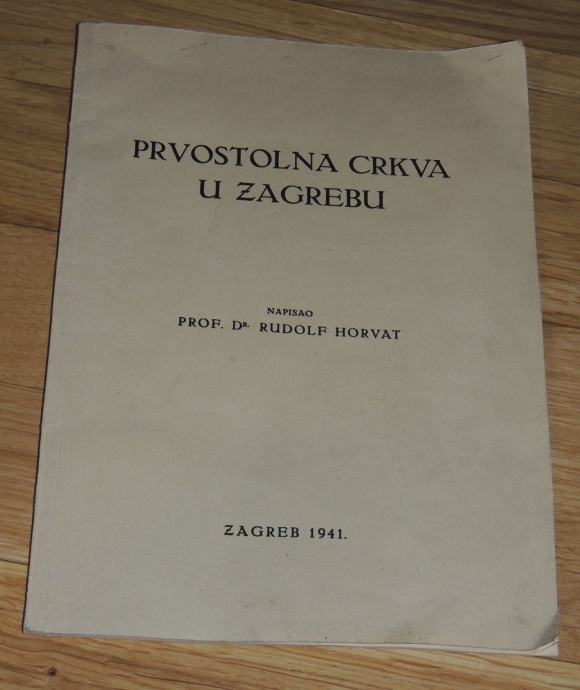 PRVOSTOLNA CRKVA
U ZAGREBU
NAPISAO
PROF. DR. RUDOLF HORVAT
ZAGREB 1941.